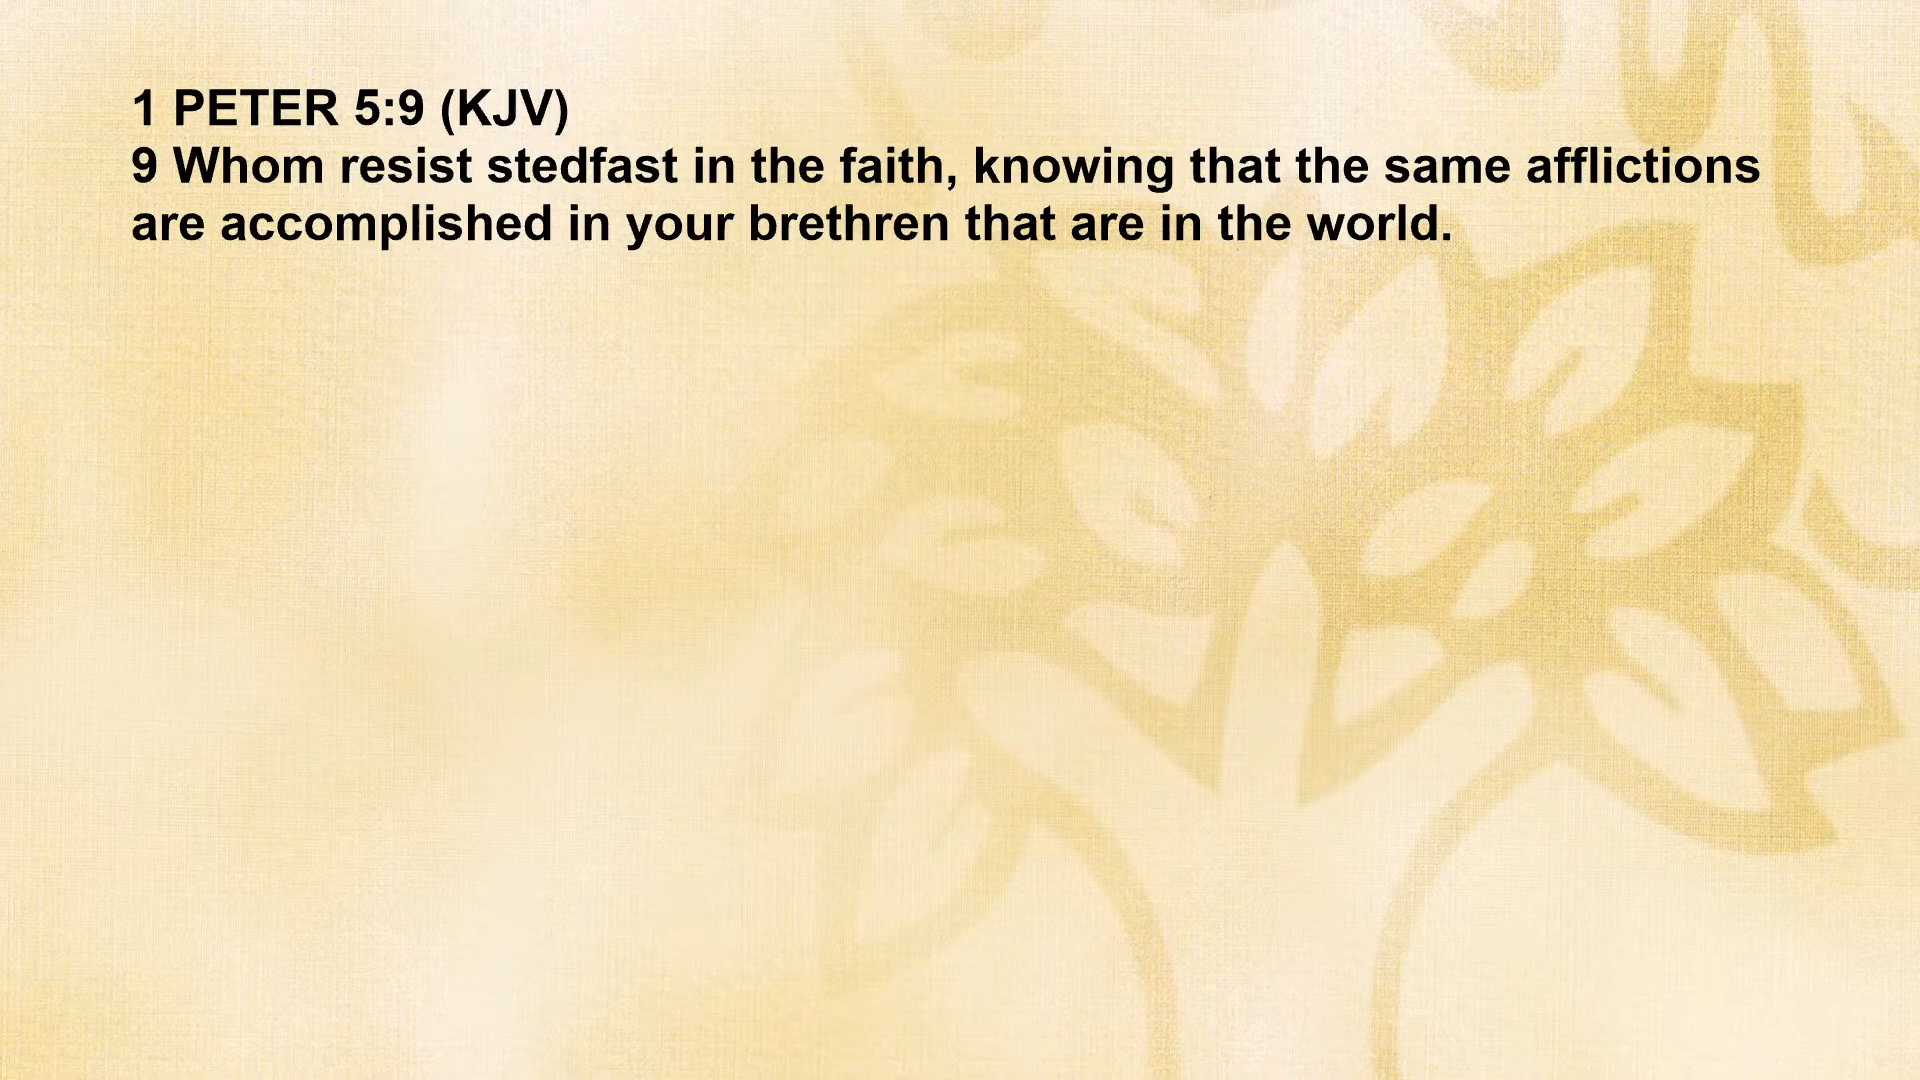 1 PETER 5:9 (KJV)
9 Whom resist stedfast in the faith, knowing that the same afflictions
are accomplished in your brethren that are in the world.